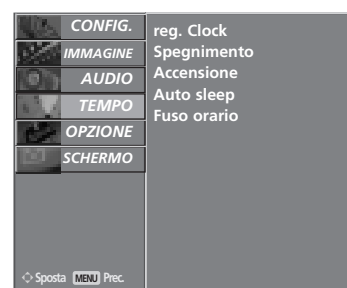 CONFIG.
IMMAGINE
AUDIO
TEMPO
OPZIONE
SCHERMO
reg. Clock
Spegnimento
Accensione
Auto sleep
Fuso orario
Sposta MENU Prec.